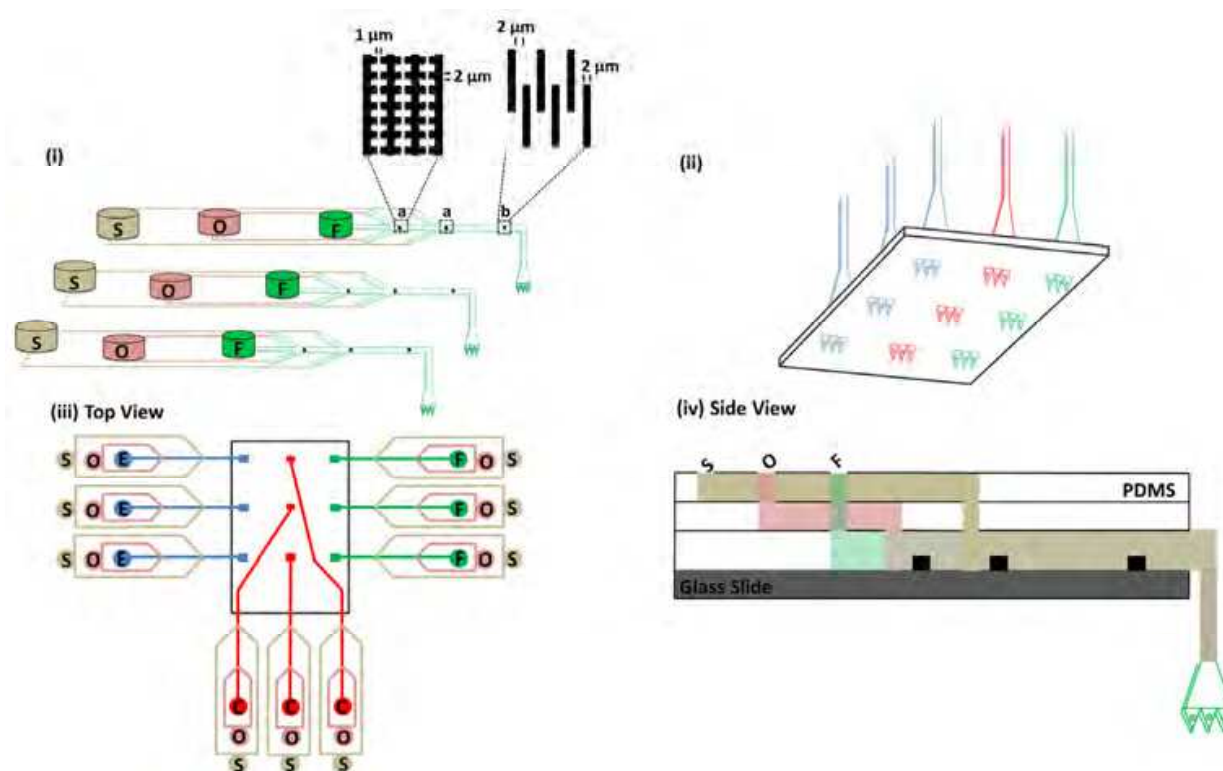 1 µm
2 µm
2 µm
2 µm
(i)
(ii)
a a b
S O F
S O F
S O F
(iii) Top View
(iv) Side View
S O E
F O S
S O E
F O S
S O E
F O S
C C C
O O O
S S S
S O F
PDMS
Glass Slide